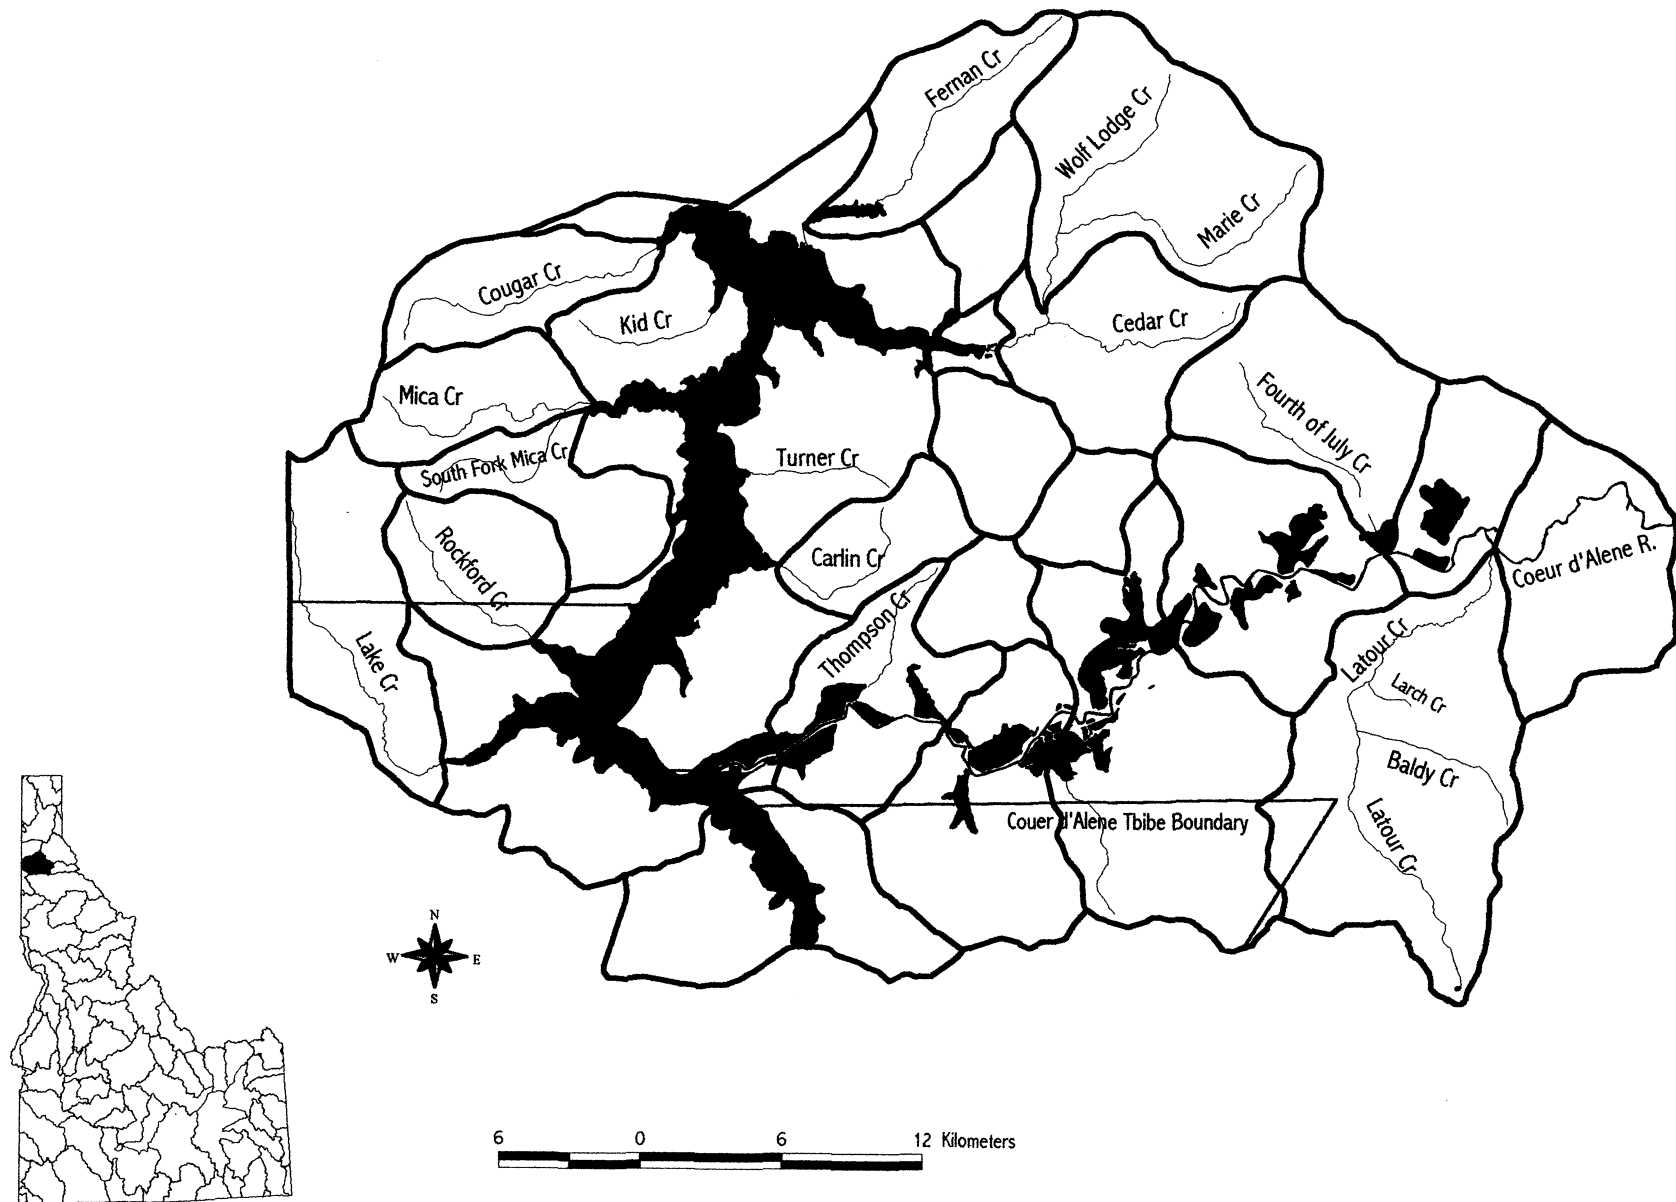 Fernan Cr
Wolf Lodge Cr
Marie Cr
Cougar Cr
Kid Cr
Cedar Cr
Mica Cr
Fourth of July Cr
South Fork Mica Cr
Turner Cr
Rockford Cr
Carlin Cr
Coeur d'Alene R.
Thompson Cr
Lake Cr
Latour Cr
Larch Cr
Baldy Cr
Couer d'Alene Tbibe Boundary
Latour Cr
N
W E
S
6 0 6 12 Kilometers